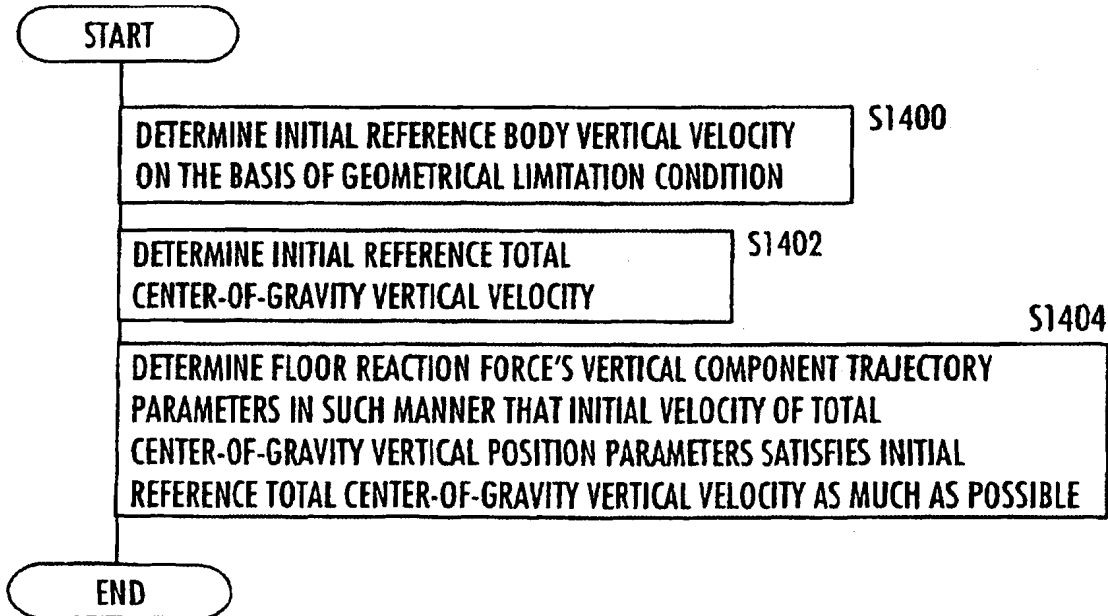 START
S1400
DETERMINE INITIAL REFERENCE BODY VERTICAL VELOCITY
ON THE BASIS OF GEOMETRICAL LIMITATION CONDITION
S1402
DETERMINE INITIAL REFERENCE TOTAL
CENTER-OF-GRAVITY VERTICAL VELOCITY
S1404
DETERMINE FLOOR REACTION FORCE'S VERTICAL COMPONENT TRAJECTORY
PARAMETERS IN SUCH MANNER THAT INITIAL VELOCITY OF TOTAL
CENTER-OF-GRAVITY VERTICAL POSITION PARAMETERS SATISFIES INITIAL
REFERENCE TOTAL CENTER-OF-GRAVITY VERTICAL VELOCITY AS MUCH AS POSSIBLE
END